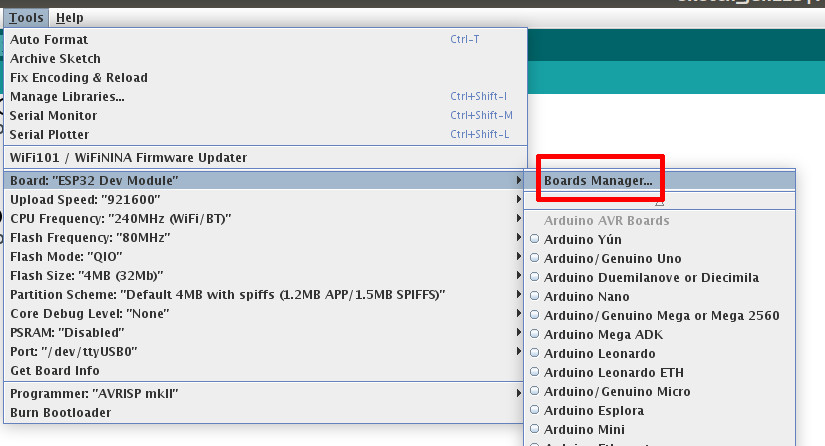 Tools Help
Auto Format Ctrl-T
Archive Sketch
Fix Encoding & Reload
Manage Libraries... Ctrl+Shift-I
Serial Monitor Ctrl+Shift-M
Serial Plotter Ctrl+Shift-L
WiFi101 / WiFiNINA Firmware Updater
Board: "ESP32 Dev Module"
Upload Speed: "921600"
CPU Frequency: "240MHz (WiFi/BT)"
Flash Frequency: "80MHz"
Flash Mode: "QIO"
Flash Size: "4MB (32Mb)"
Partition Scheme: "Default 4MB with spiffs (1.2MB APP/1.5MB SPIFFS)"
Core Debug Level: "None"
PSRAM: "Disabled"
Port: "/dev/ttyUSB0"
Get Board Info
Programmer: "AVRISP mkII"
Burn Bootloader
Boards Manager...
Arduino AVR Boards
Arduino Yún
Arduino/Genuino Uno
Arduino Duemilanove or Diecimila
Arduino Nano
Arduino/Genuino Mega or Mega 2560
Arduino Mega ADK
Arduino Leonardo
Arduino Leonardo ETH
Arduino/Genuino Micro
Arduino Esplora
Arduino Mini